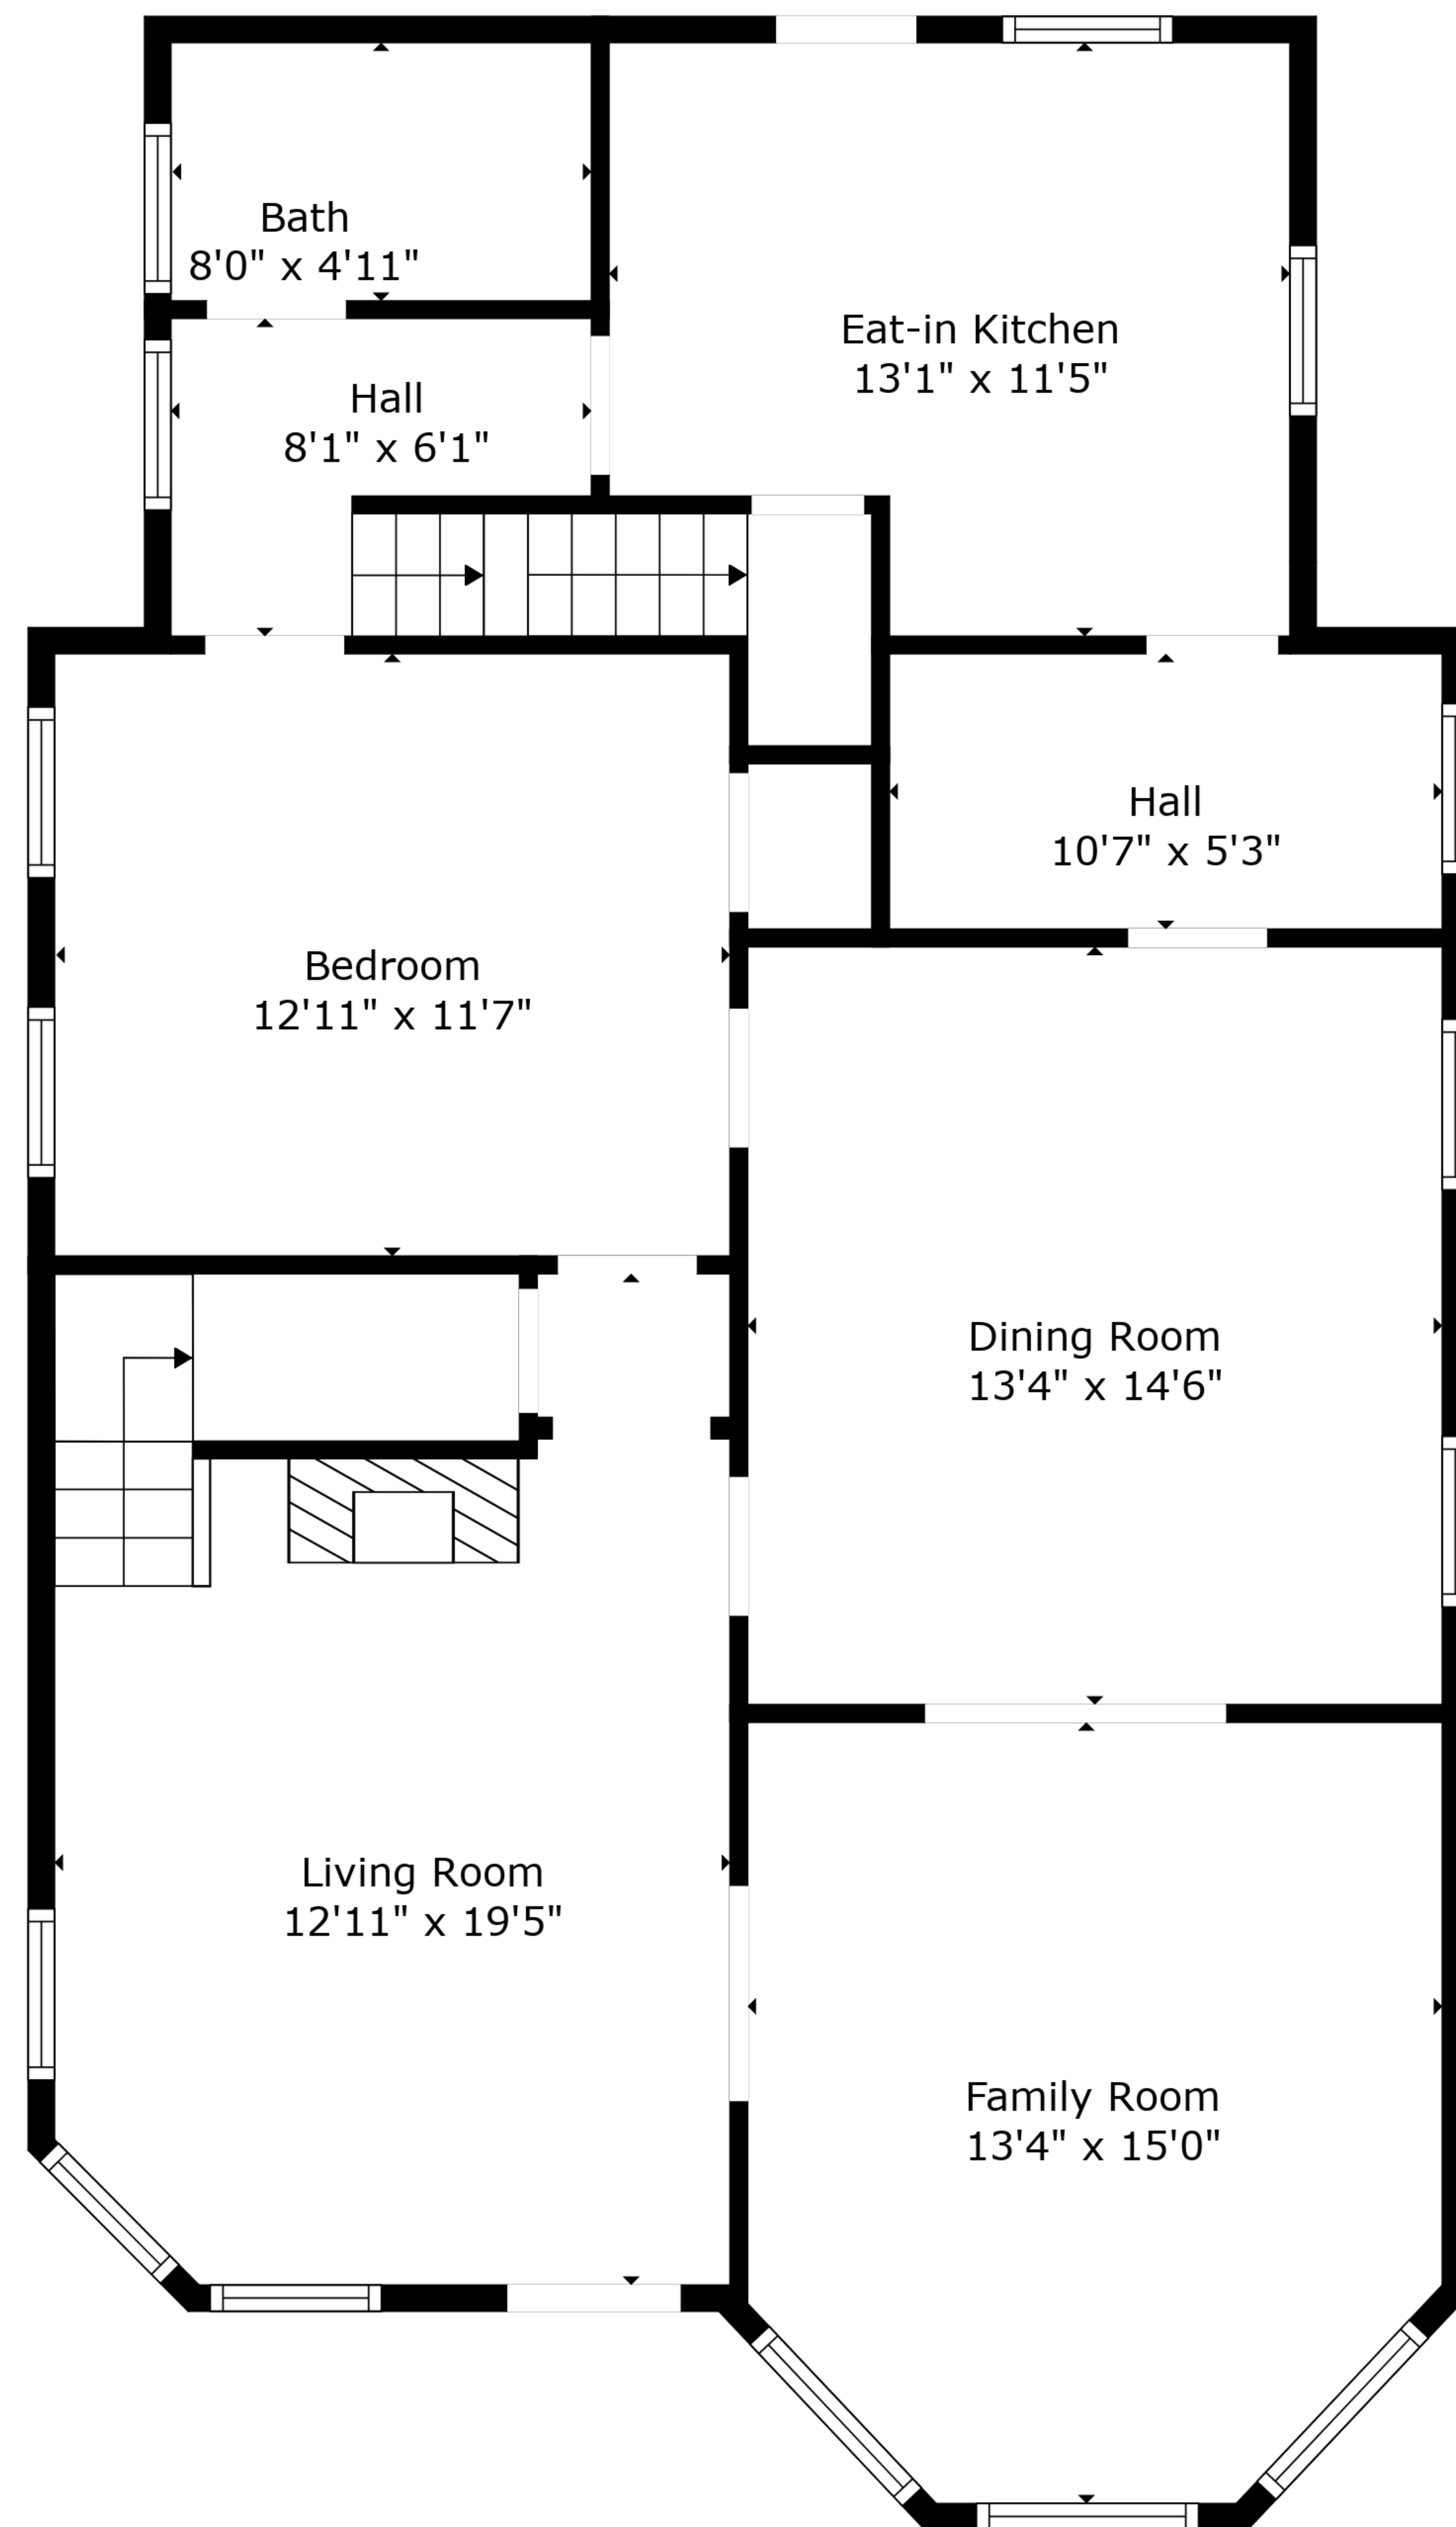 Bath
8'0" x 4'11"
Eat-in Kitchen
13'1" x 11'5"
Hall
8'1" x 6'1"
Hall
10'7" x 5'3"
Bedroom
12'11" x 11'7"
Dining Room
13'4" x 14'6"
Living Room
12'11" x 19'5"
Family Room
13'4" x 15'0"